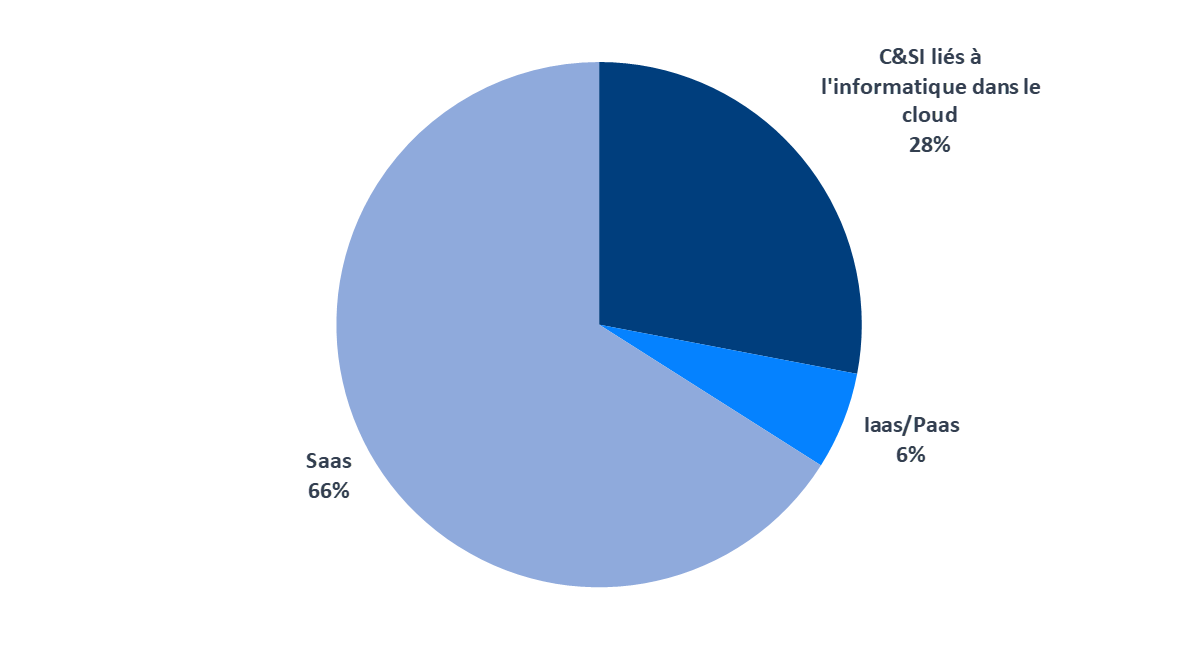 C&SI liés à
l'informatique dans le
cloud
28%
Iaas/Paas
6%
Saas
66%